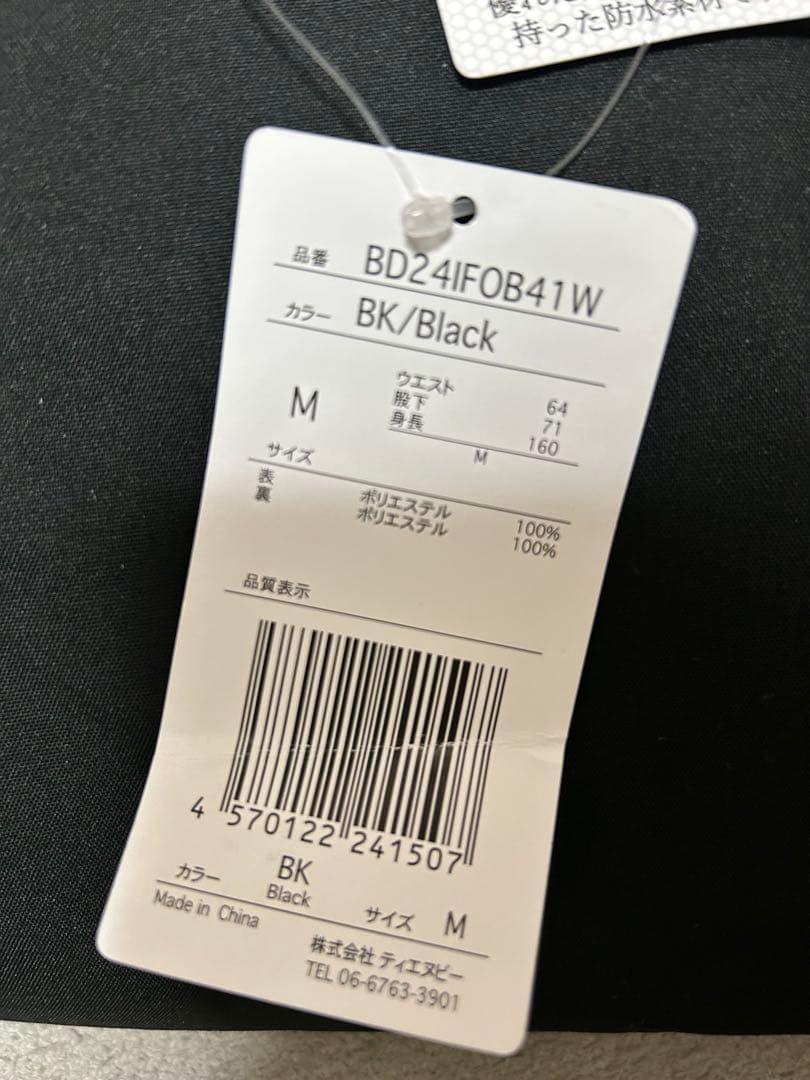 持った防水素材
品番 BD24IFOB41W
カラー BK/Black
M
ウエスト 64
股下 71
身長 160
M
サイズ
表 ポリエステル 100%
裏 ポリエステル 100%
品質表示
4 570122 241507
カラー BK
Black
サイズ M
Made in China
株式会社 ティエヌピー
TEL 06-6763-3901